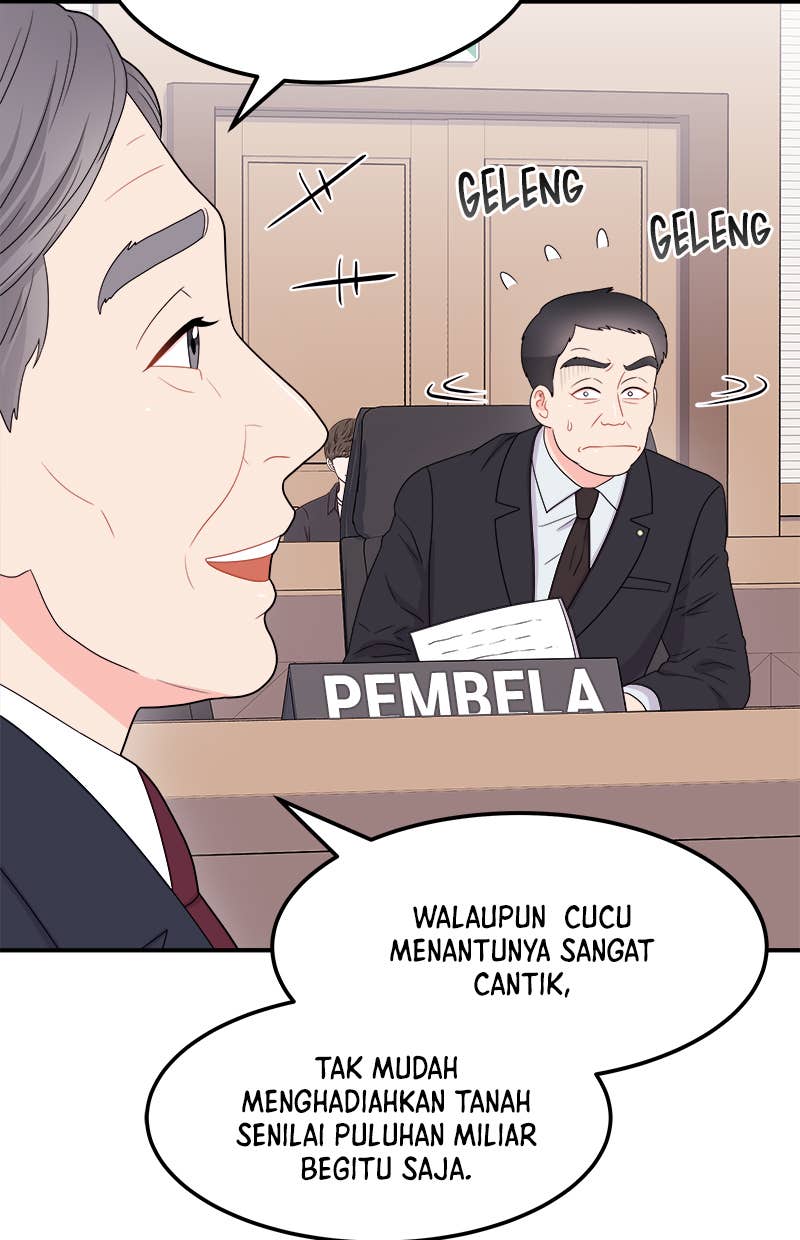 GELENG
GELENG
PEMBELA
WALAUPUN CUCU
MENANTUNYA SANGAT
CANTIK,
TAK MUDAH
MENGHADIAHKAN TANAH
SENILAI PULUHAN MILIAR
BEGITU SAJA.